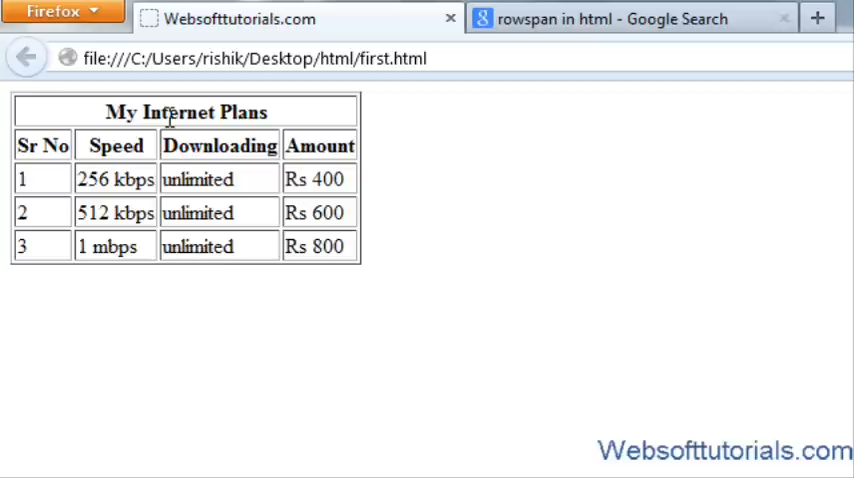 Firefox
Websofttutorials.com
rowspan in html - Google Search
file:///C:/Users/rishik/Desktop/html/first.html
My Internet Plans
Sr No Speed Downloading Amount
1 256 kbps unlimited Rs 400
2 512 kbps unlimited Rs 600
3 1 mbps unlimited Rs 800
Websofttutorials.com